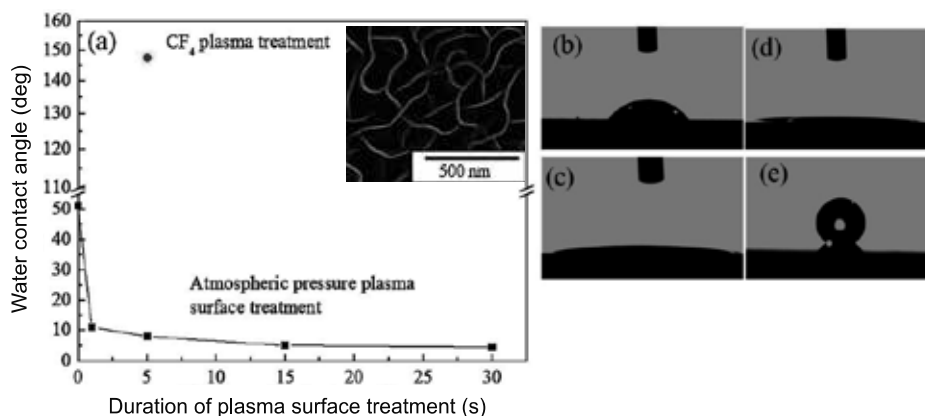 160
150
140
130
120
110
50
40
30
20
10
0
Water contact angle (deg)
(a)
CF4 plasma treatment
500 nm
Atmospheric pressure plasma
surface treatment
0 5 10 15 20 25 30
Duration of plasma surface treatment (s)
(b)
(d)
(c)
(e)